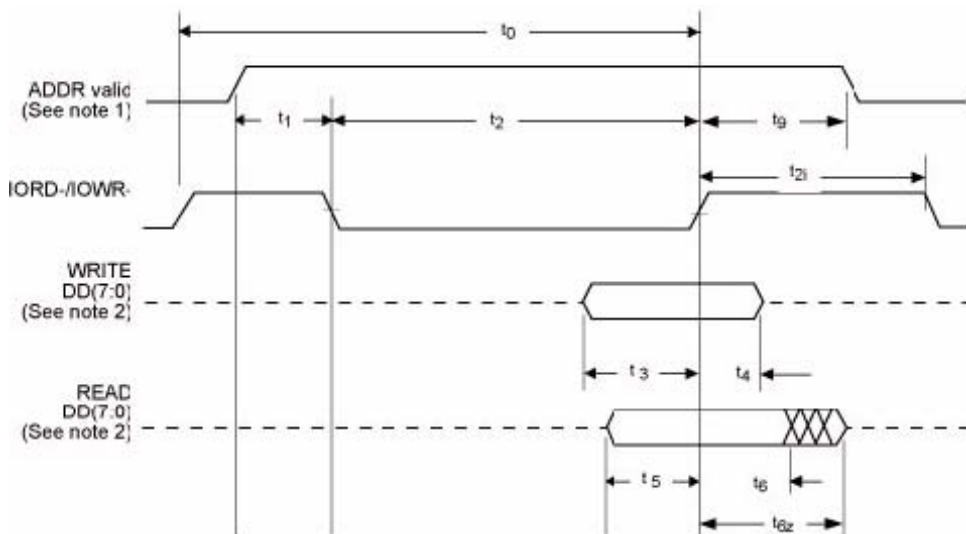 t0
ADDR valid
(See note 1)
t1
t2
t9
t2i
IORD-/IOWR-
WRITE
DD(7:0)
(See note 2)
t3
t4
READ
DD(7:0)
(See note 2)
t5
t6
t6z